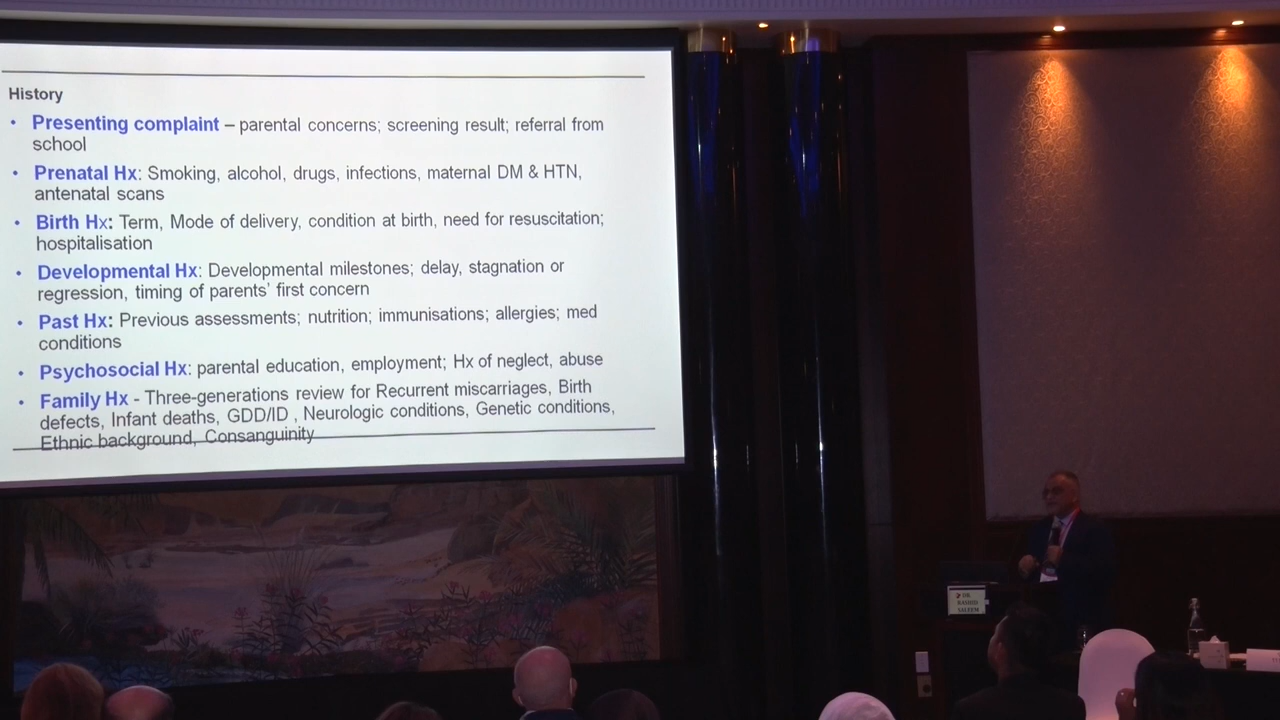 History
• Presenting complaint – parental concerns; screening result; referral from
school
• Prenatal Hx: Smoking, alcohol, drugs, infections, maternal DM & HTN,
antenatal scans
• Birth Hx: Term, Mode of delivery, condition at birth, need for resuscitation;
hospitalisation
• Developmental Hx: Developmental milestones; delay, stagnation or
regression, timing of parents' first concern
• Past Hx: Previous assessments; nutrition; immunisations; allergies; med
conditions
• Psychosocial Hx: parental education, employment; Hx of neglect, abuse
• Family Hx - Three-generations review for Recurrent miscarriages, Birth
defects, Infant deaths, GDD/ID , Neurologic conditions, Genetic conditions,
Ethnic background, Consanguinity
DR.
RASHID
SALEEM